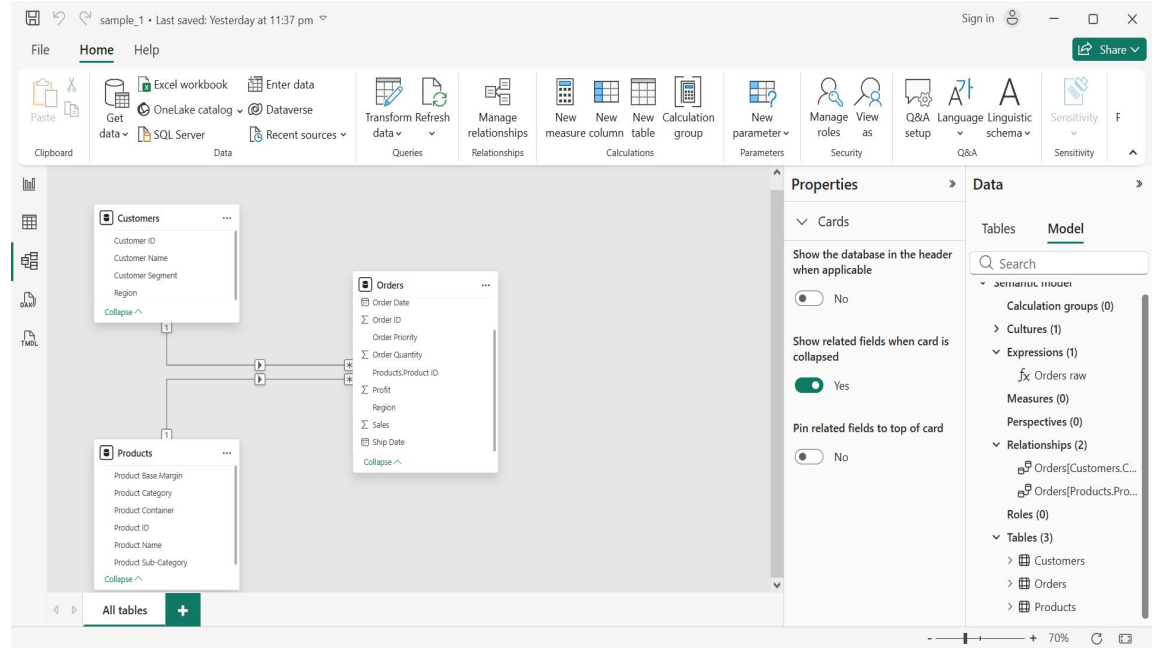 sample_1 • Last saved: Yesterday at 11:37 pm
Sign in
File Home Help
Share
Paste
Clipboard
Get data
Excel workbook
OneLake catalog
SQL Server
Enter data
Dataverse
Recent sources
Data
Transform data
Refresh
Queries
Manage relationships
Relationships
New measure
New column
New table
Calculation group
Calculations
New parameter
Parameters
Manage roles
View as
Security
Q&A setup
Language
Linguistic schema
Q&A
Sensitivity
Sensitivity
F
DAX
TMDL
Customers
Customer ID
Customer Name
Customer Segment
Region
Collapse
1
Orders
Order Date
Order ID
Order Priority
Order Quantity
Products.Product ID
Profit
Region
Sales
Ship Date
Collapse
*
*
1
Products
Product Base Margin
Product Category
Product Container
Product ID
Product Name
Product Sub-Category
Collapse
All tables
+
Properties
Cards
Show the database in the header
when applicable
No
Show related fields when card is
collapsed
Yes
Pin related fields to top of card
No
Data
Tables Model
Search
Semantic model
Calculation groups (0)
Cultures (1)
Expressions (1)
fx Orders raw
Measures (0)
Perspectives (0)
Relationships (2)
Orders[Customers.C...
Orders[Products.Pro...
Roles (0)
Tables (3)
Customers
Orders
Products
- + 70%